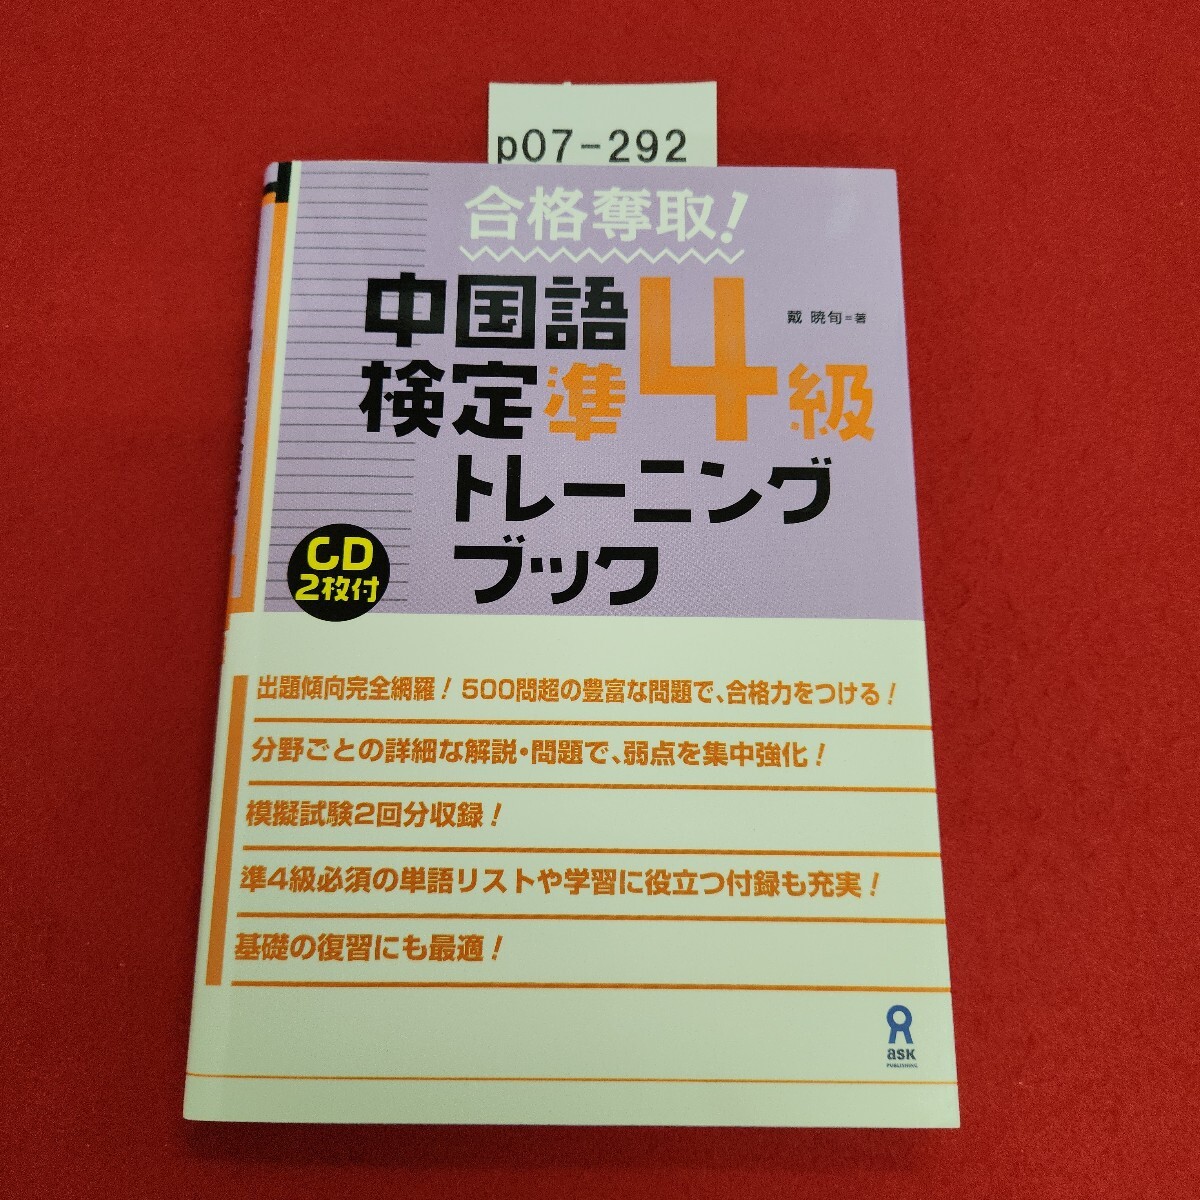 p07-292
合格奪取!
中国語
検定準4級
トレーニング
ブック
戴 暁旬=著
CD
2枚付
出題傾向完全網羅! 500問超の豊富な問題で、合格力をつける!
分野ごとの詳細な解説・問題で、弱点を集中強化!
模擬試験2回分収録!
準4級必須の単語リストや学習に役立つ付録も充実!
基礎の復習にも最適!
ask
PUBLISHING